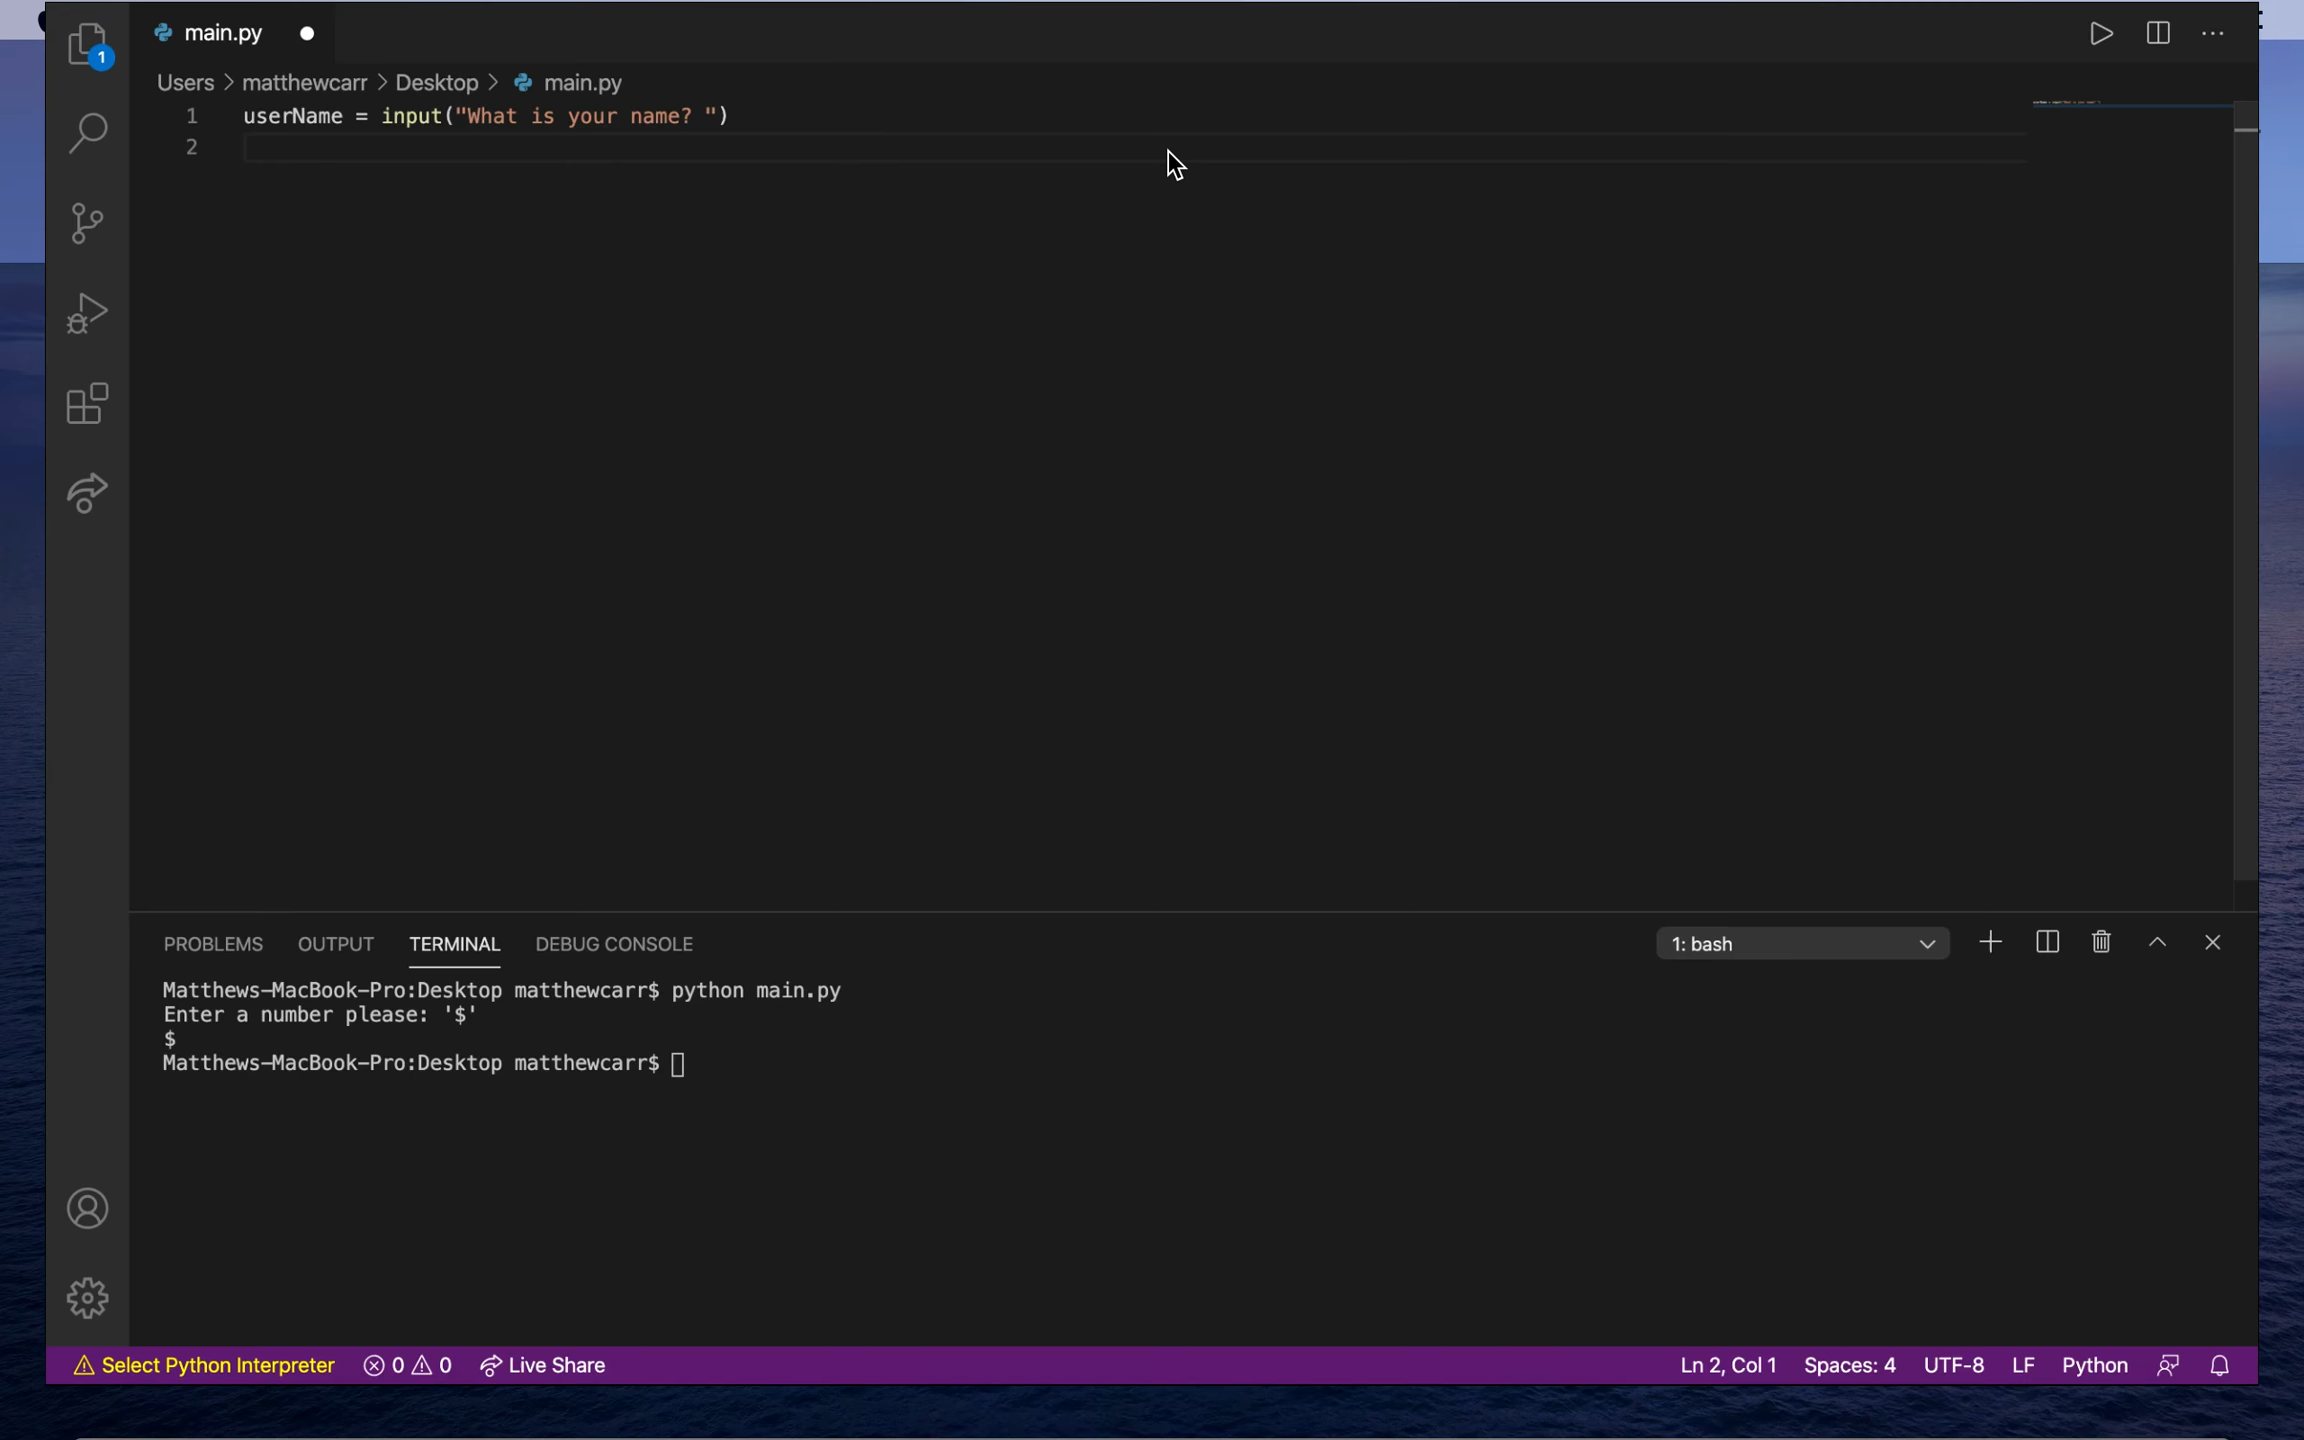 1
main.py
Users > matthewcarr > Desktop > main.py
1 userName = input("What is your name? ")
2
PROBLEMS OUTPUT TERMINAL DEBUG CONSOLE 1: bash
Matthews-MacBook-Pro:Desktop matthewcarr$ python main.py
Enter a number please: '$'
$
Matthews-MacBook-Pro:Desktop matthewcarr$
Select Python Interpreter 0 0 Live Share Ln 2, Col 1 Spaces: 4 UTF-8 LF Python